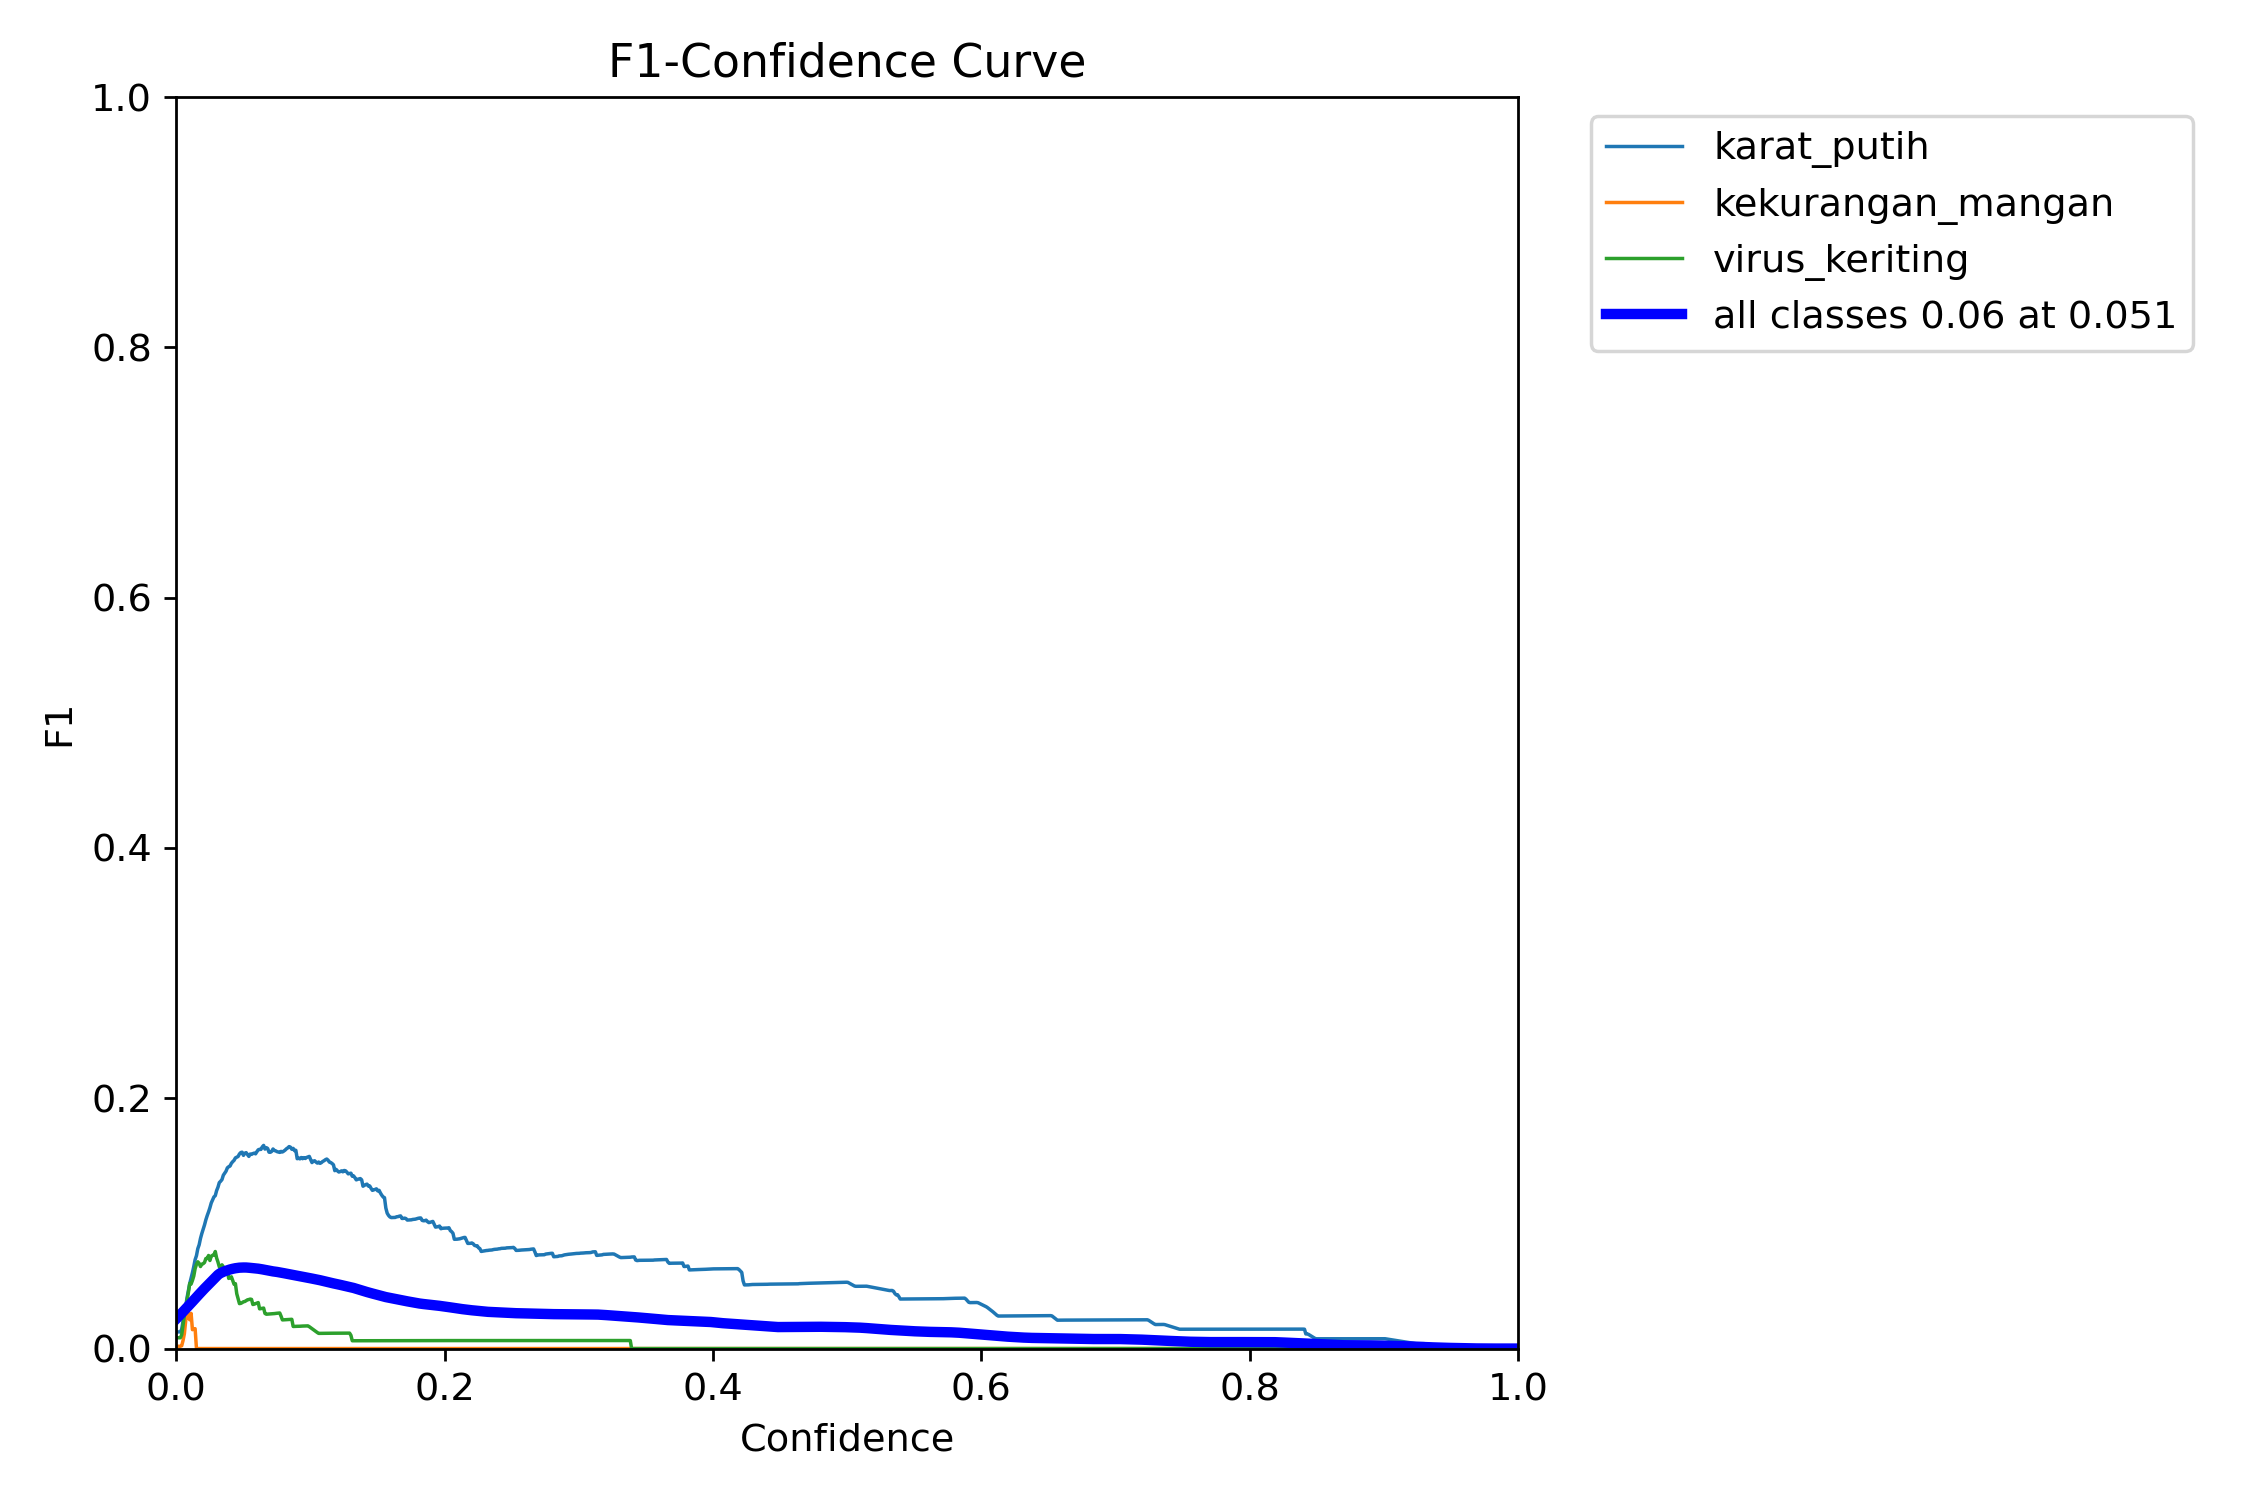 F1-Confidence Curve
1.0
0.8
0.6
0.4
0.2
0.0
F1
0.0 0.2 0.4 0.6 0.8 1.0
Confidence
karat_putih
kekurangan_mangan
virus_keriting
all classes 0.06 at 0.051